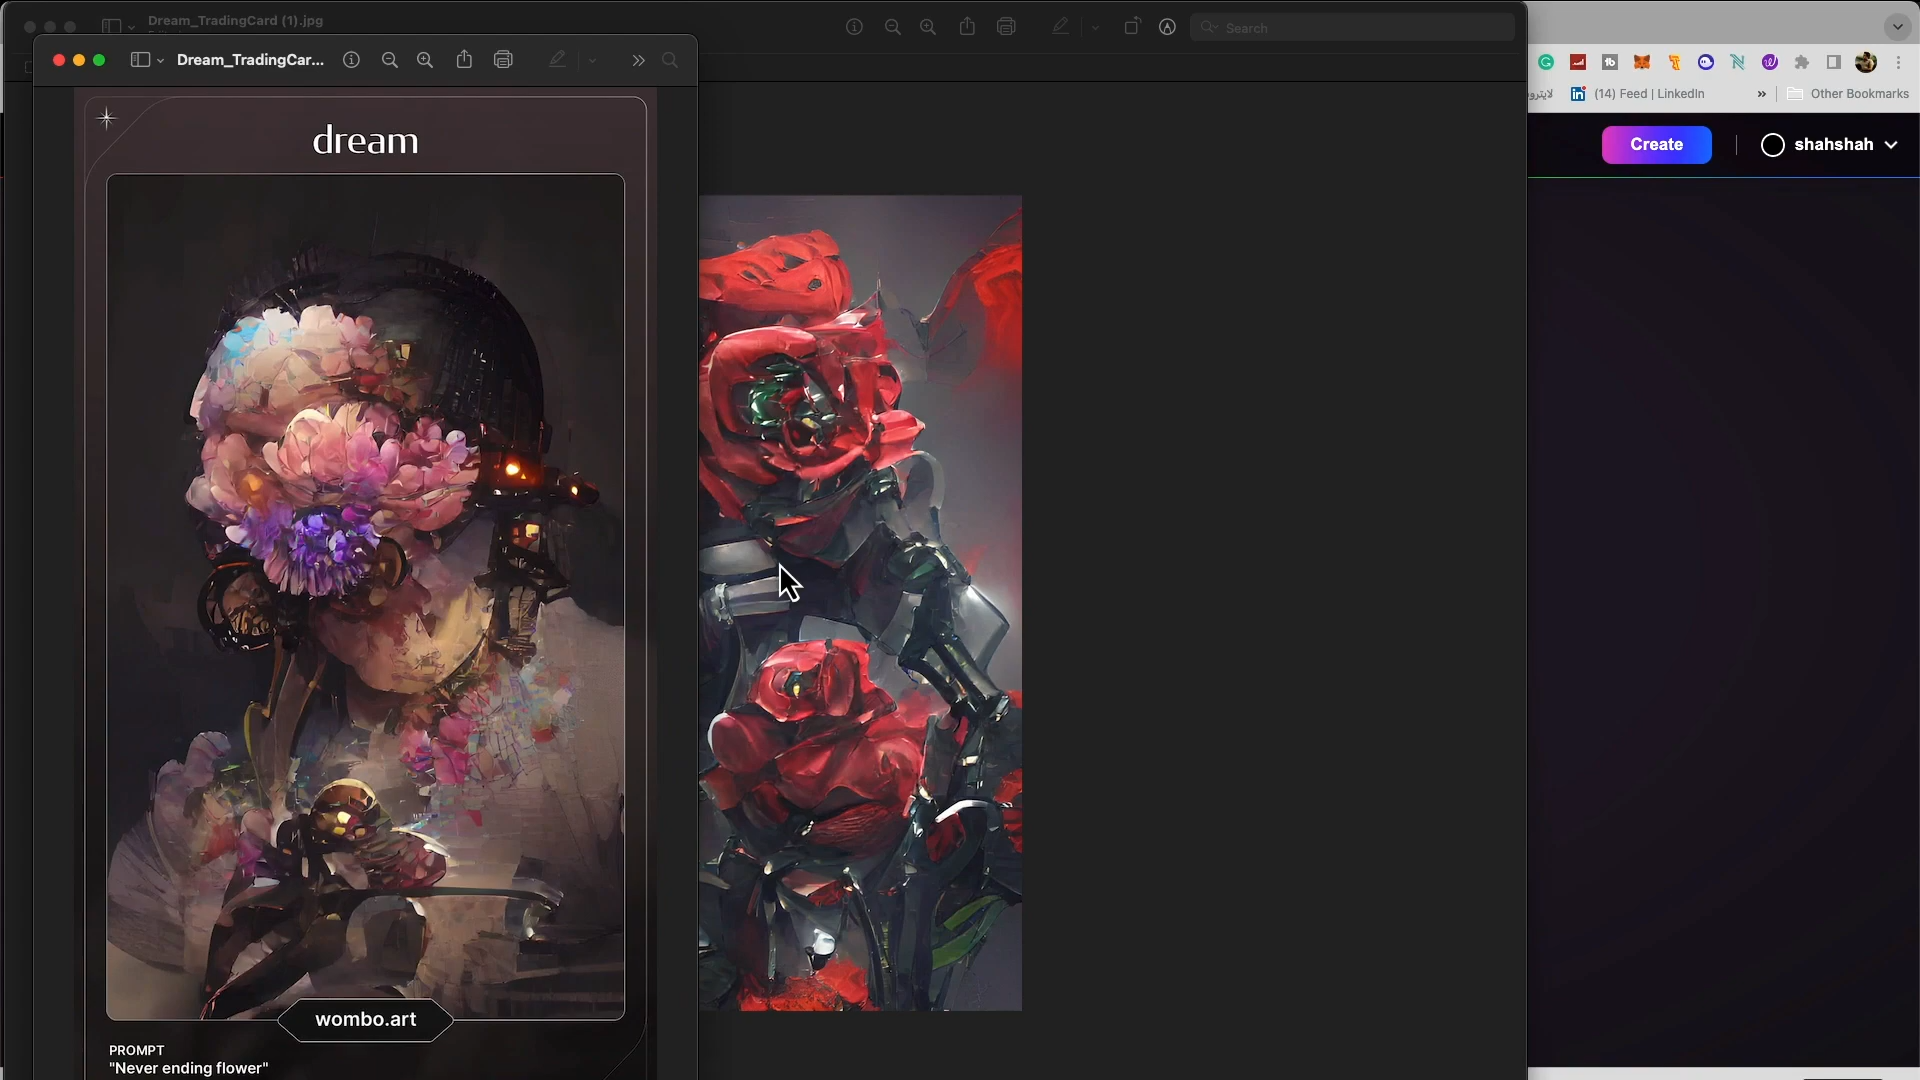 Dream_TradingCard (1).jpg
Search
Dream_TradingCar...
لايترو
(14) Feed | LinkedIn
Other Bookmarks
dream
Create
shahshah
wombo.art
PROMPT
"Never ending flower"